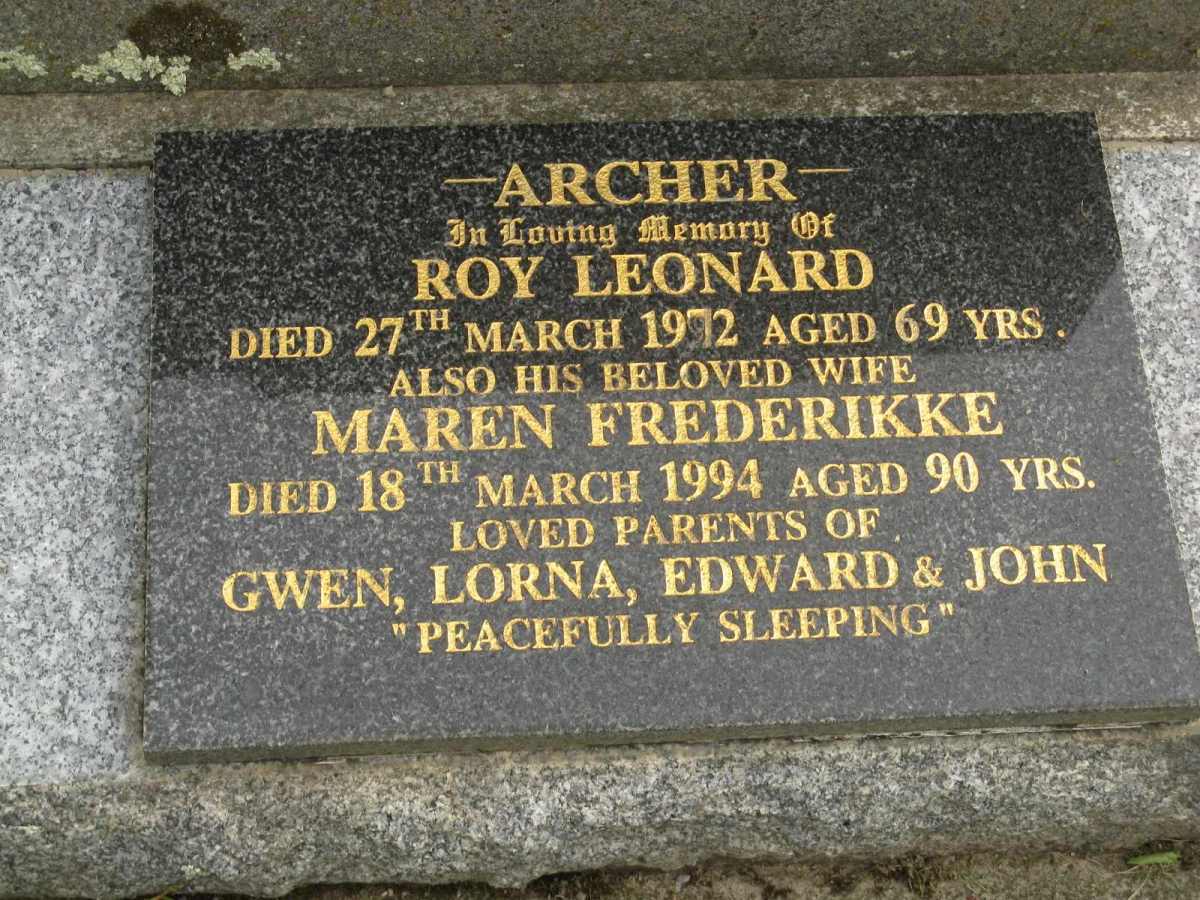 —ARCHER—
In Loving Memory Of
ROY LEONARD
DIED 27TH MARCH 1972 AGED 69 YRS.
ALSO HIS BELOVED WIFE
MAREN FREDERIKKE
DIED 18TH MARCH 1994 AGED 90 YRS.
LOVED PARENTS OF
GWEN, LORNA, EDWARD & JOHN
"PEACEFULLY SLEEPING"